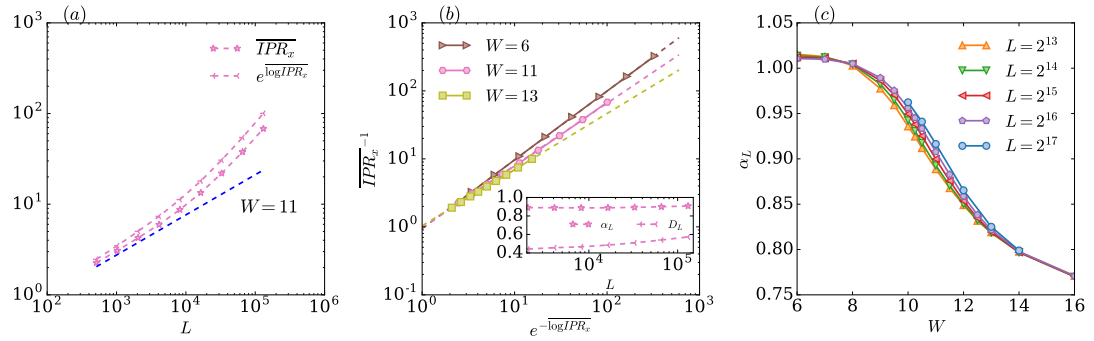 (a)
10^3
10^2
10^1
10^0
10^2 10^3 10^4 10^5 10^6
L
\overline{IPR_x}
e^{\overline{\log IPR_x}}
W = 11
(b)
10^3
10^2
10^1
10^0
10^{-1}
10^0 10^1 10^2 10^3
\overline{IPR_x}^{-1}
e^{-\overline{\log IPR_x}}
W = 6
W = 11
W = 13
1.0
0.8
0.6
0.4
α_L D_L
10^4 10^5
L
(c)
1.05
1.00
0.95
0.90
0.85
0.80
0.75
6 8 10 12 14 16
α_L
W
L = 2^{13}
L = 2^{14}
L = 2^{15}
L = 2^{16}
L = 2^{17}